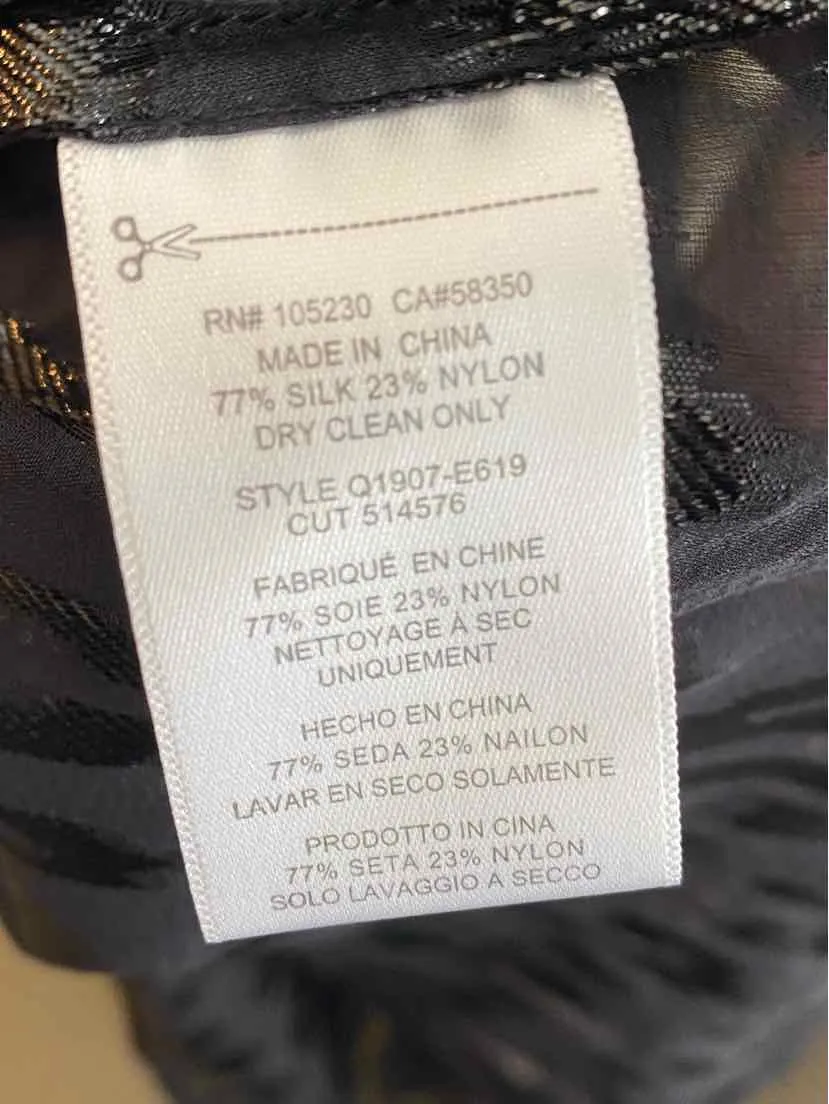 RN# 105230 CA#58350
MADE IN CHINA
77% SILK 23% NYLON
DRY CLEAN ONLY
STYLE Q1907-E619
CUT 514576
FABRIQUÉ EN CHINE
77% SOIE 23% NYLON
NETTOYAGE À SEC
UNIQUEMENT
HECHO EN CHINA
77% SEDA 23% NAILON
LAVAR EN SECO SOLAMENTE
PRODOTTO IN CINA
77% SETA 23% NYLON
SOLO LAVAGGIO A SECCO